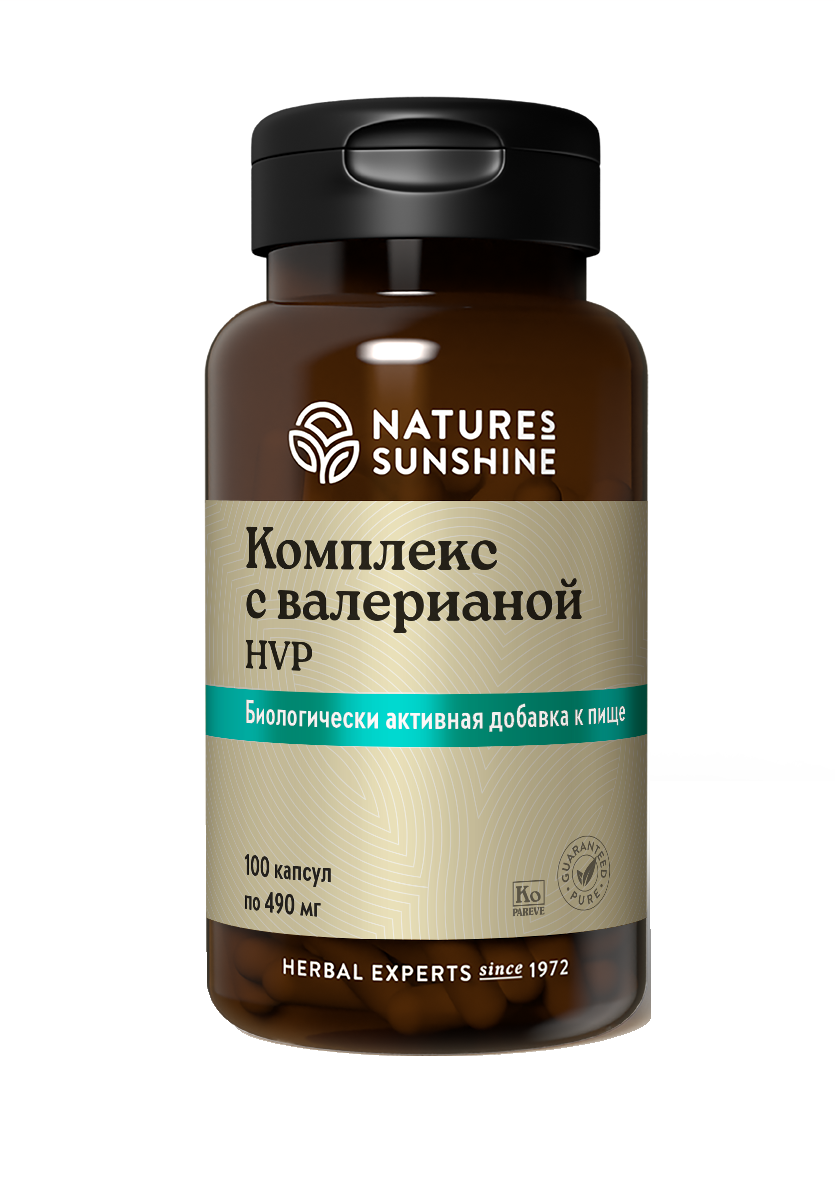 NATURES
SUNSHINE
Комплекс
с валерианой
HVP
Биологически активная добавка к пище
100 капсул
по 490 мг
Ko
PAREVE
GUARANTEED
PURE
HERBAL EXPERTS since 1972